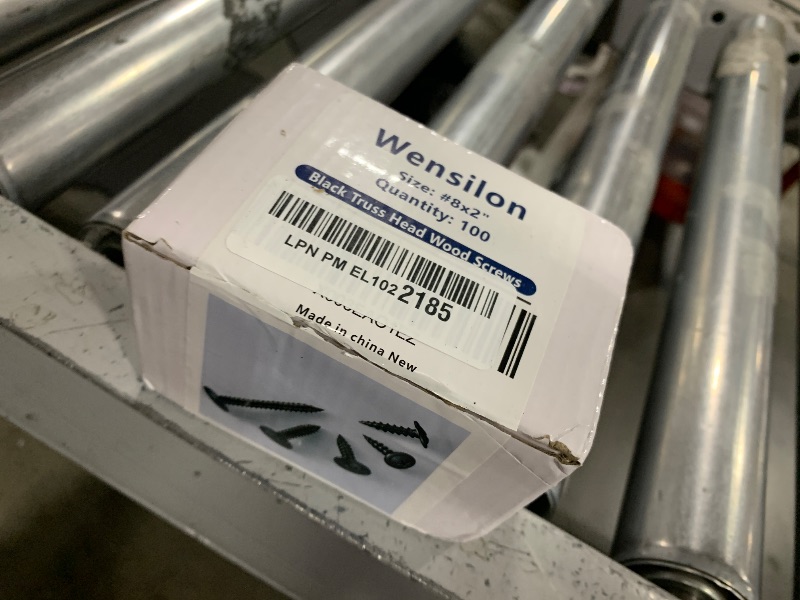 Wensilon
Size: #8x2"
Quantity: 100
Black Truss Head Wood Screws
LPN PM EL102 2185
Made in china New